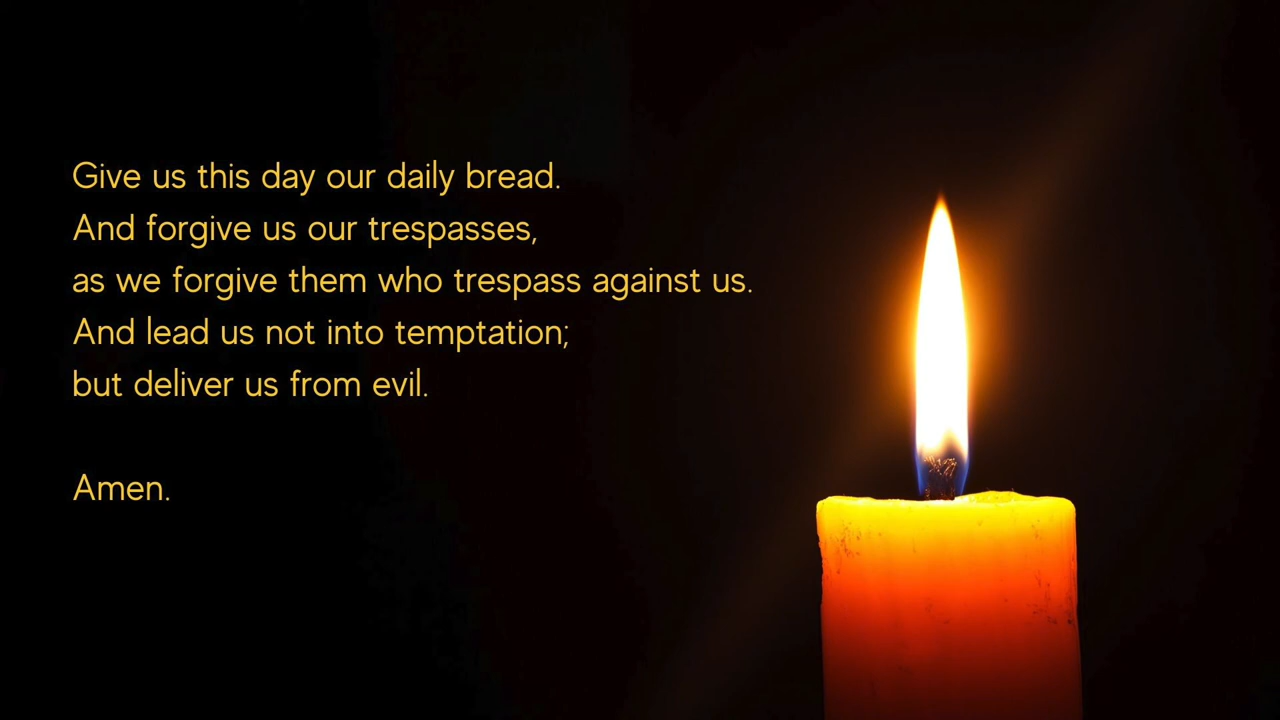 Give us this day our daily bread.
And forgive us our trespasses,
as we forgive them who trespass against us.
And lead us not into temptation;
but deliver us from evil.
Amen.